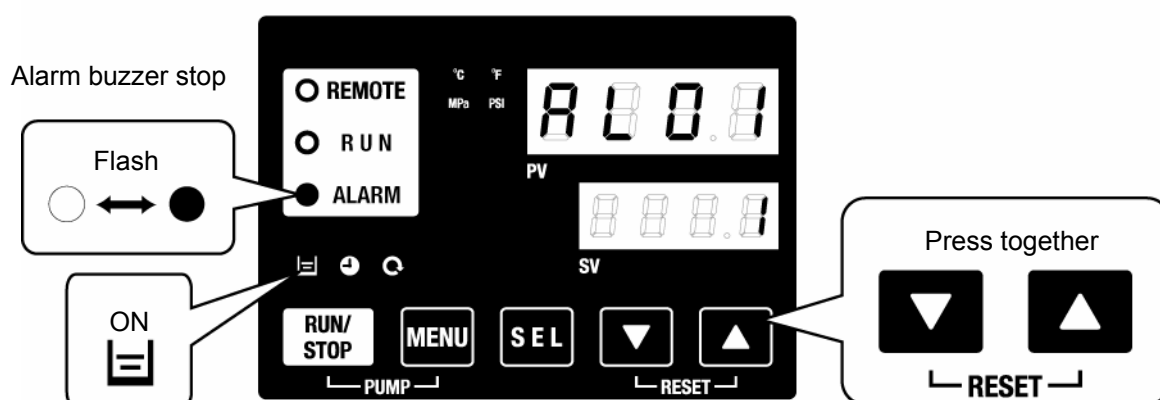 Alarm buzzer stop
Flash
ON
REMOTE
RUN
ALARM
°C °F
MPa PSI
AL01
PV
1
SV
RUN/
STOP
MENU
SEL
PUMP
RESET
Press together
RESET